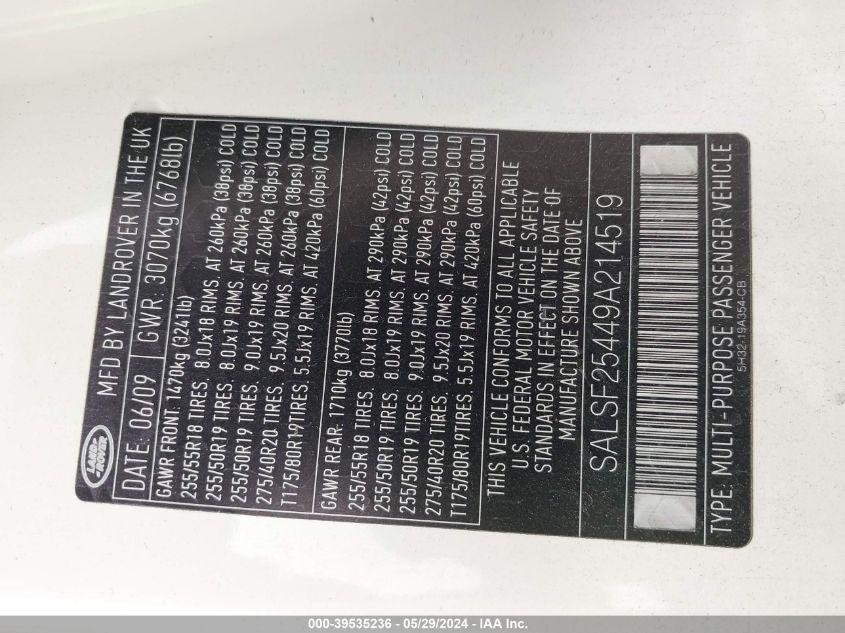 LAND ROVER
MFD BY LANDROVER IN THE UK
DATE: 06/09 GWR: 3070kg (6768lb)
GAWR FRONT: 1470kg (3241lb)
255/55R18 TIRES, 8.0Jx18 RIMS, AT 260kPa (38psi) COLD
255/50R19 TIRES, 8.0Jx19 RIMS, AT 260kPa (38psi) COLD
255/50R19 TIRES, 9.0Jx19 RIMS, AT 260kPa (38psi) COLD
275/40R20 TIRES, 9.5Jx20 RIMS, AT 260kPa (38psi) COLD
T175/80R19TIRES, 5.5Jx19 RIMS, AT 420kPa (60psi) COLD
GAWR REAR: 1710kg (3770lb)
255/55R18 TIRES, 8.0Jx18 RIMS, AT 290kPa (42psi) COLD
255/50R19 TIRES, 8.0Jx19 RIMS, AT 290kPa (42psi) COLD
255/50R19 TIRES, 9.0Jx19 RIMS, AT 290kPa (42psi) COLD
275/40R20 TIRES, 9.5Jx20 RIMS, AT 290kPa (42psi) COLD
T175/80R19TIRES, 5.5Jx19 RIMS, AT 420kPa (60psi) COLD
THIS VEHICLE CONFORMS TO ALL APPLICABLE
U.S. FEDERAL MOTOR VEHICLE SAFETY
STANDARDS IN EFFECT ON THE DATE OF
MANUFACTURE SHOWN ABOVE
SALSF25449A214519
TYPE: MULTI-PURPOSE PASSENGER VEHICLE
5H32-19A354-CB
000-39535236 - 05/29/2024 - IAA Inc.